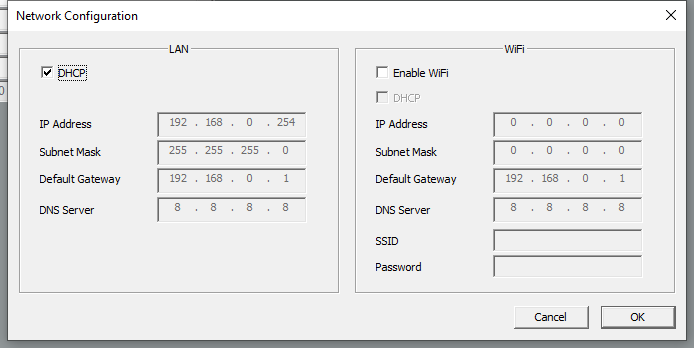 Network Configuration
LAN
DHCP
IP Address 192 . 168 . 0 . 254
Subnet Mask 255 . 255 . 255 . 0
Default Gateway 192 . 168 . 0 . 1
DNS Server 8 . 8 . 8 . 8
WiFi
Enable WiFi
DHCP
IP Address 0 . 0 . 0 . 0
Subnet Mask 0 . 0 . 0 . 0
Default Gateway 192 . 168 . 0 . 1
DNS Server 8 . 8 . 8 . 8
SSID
Password
Cancel OK
0